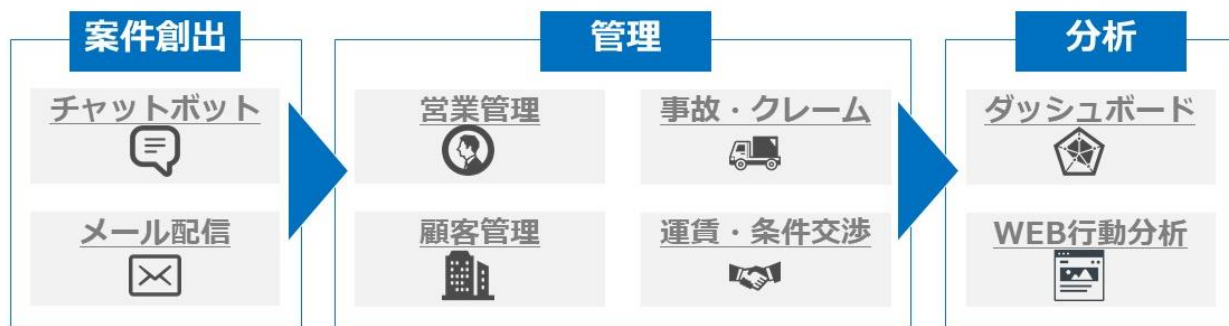 案件創出
チャットボット
メール配信
管理
営業管理
事故・クレーム
顧客管理
運賃・条件交渉
分析
ダッシュボード
WEB行動分析